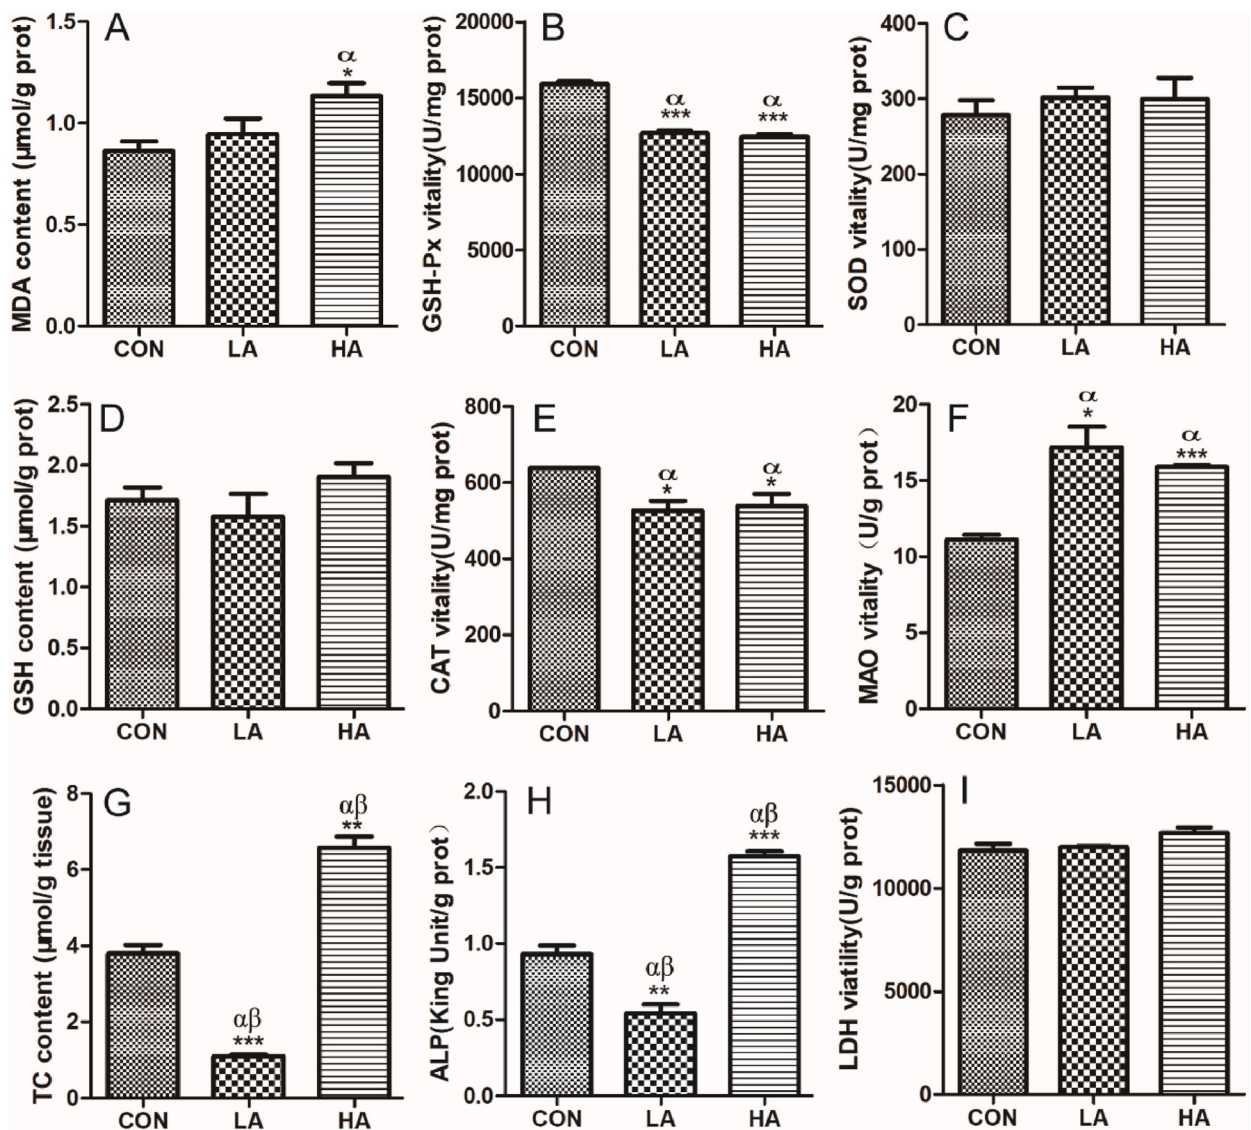 A
MDA content (µmol/g prot)
1.5
1.0
0.5
0.0
α
*
CON LA HA
B
GSH-Px vitality(U/mg prot)
20000
15000
10000
5000
0
α
***
α
***
CON LA HA
C
SOD vitality(U/mg prot)
400
300
200
100
0
CON LA HA
D
GSH content (µmol/g prot)
2.5
2.0
1.5
1.0
0.5
0.0
CON LA HA
E
CAT vitality(U/mg prot)
800
600
400
200
0
α
*
α
*
CON LA HA
F
MAO vitality（U/g prot）
20
15
10
5
0
α
*
α
***
CON LA HA
G
TC content (µmol/g tissue)
8
6
4
2
0
αβ
***
αβ
**
CON LA HA
H
ALP(King Unit/g prot）
2.0
1.5
1.0
0.5
0.0
αβ
**
αβ
***
CON LA HA
I
LDH viatility(U/g prot)
15000
10000
5000
0
CON LA HA